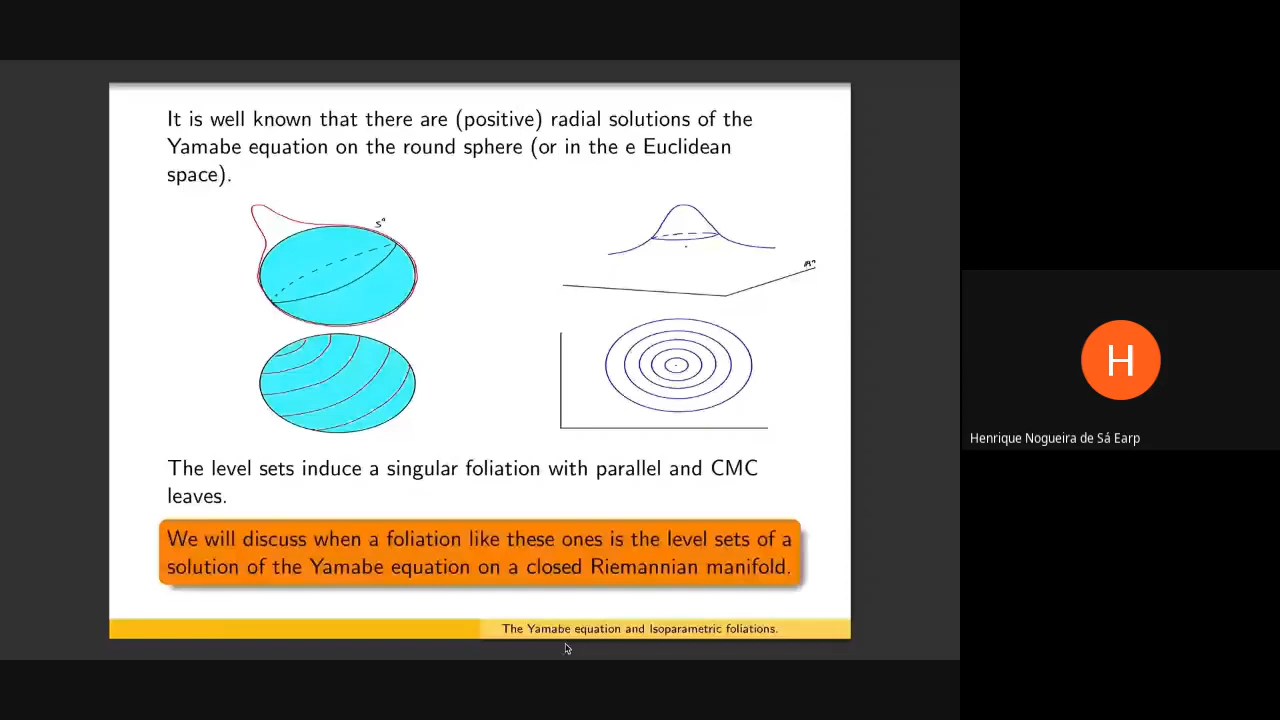 It is well known that there are (positive) radial solutions of the
Yamabe equation on the round sphere (or in the e Euclidean
space).
The level sets induce a singular foliation with parallel and CMC
leaves.
We will discuss when a foliation like these ones is the level sets of a
solution of the Yamabe equation on a closed Riemannian manifold.
The Yamabe equation and Isoparametric foliations.
H
Henrique Nogueira de Sá Earp